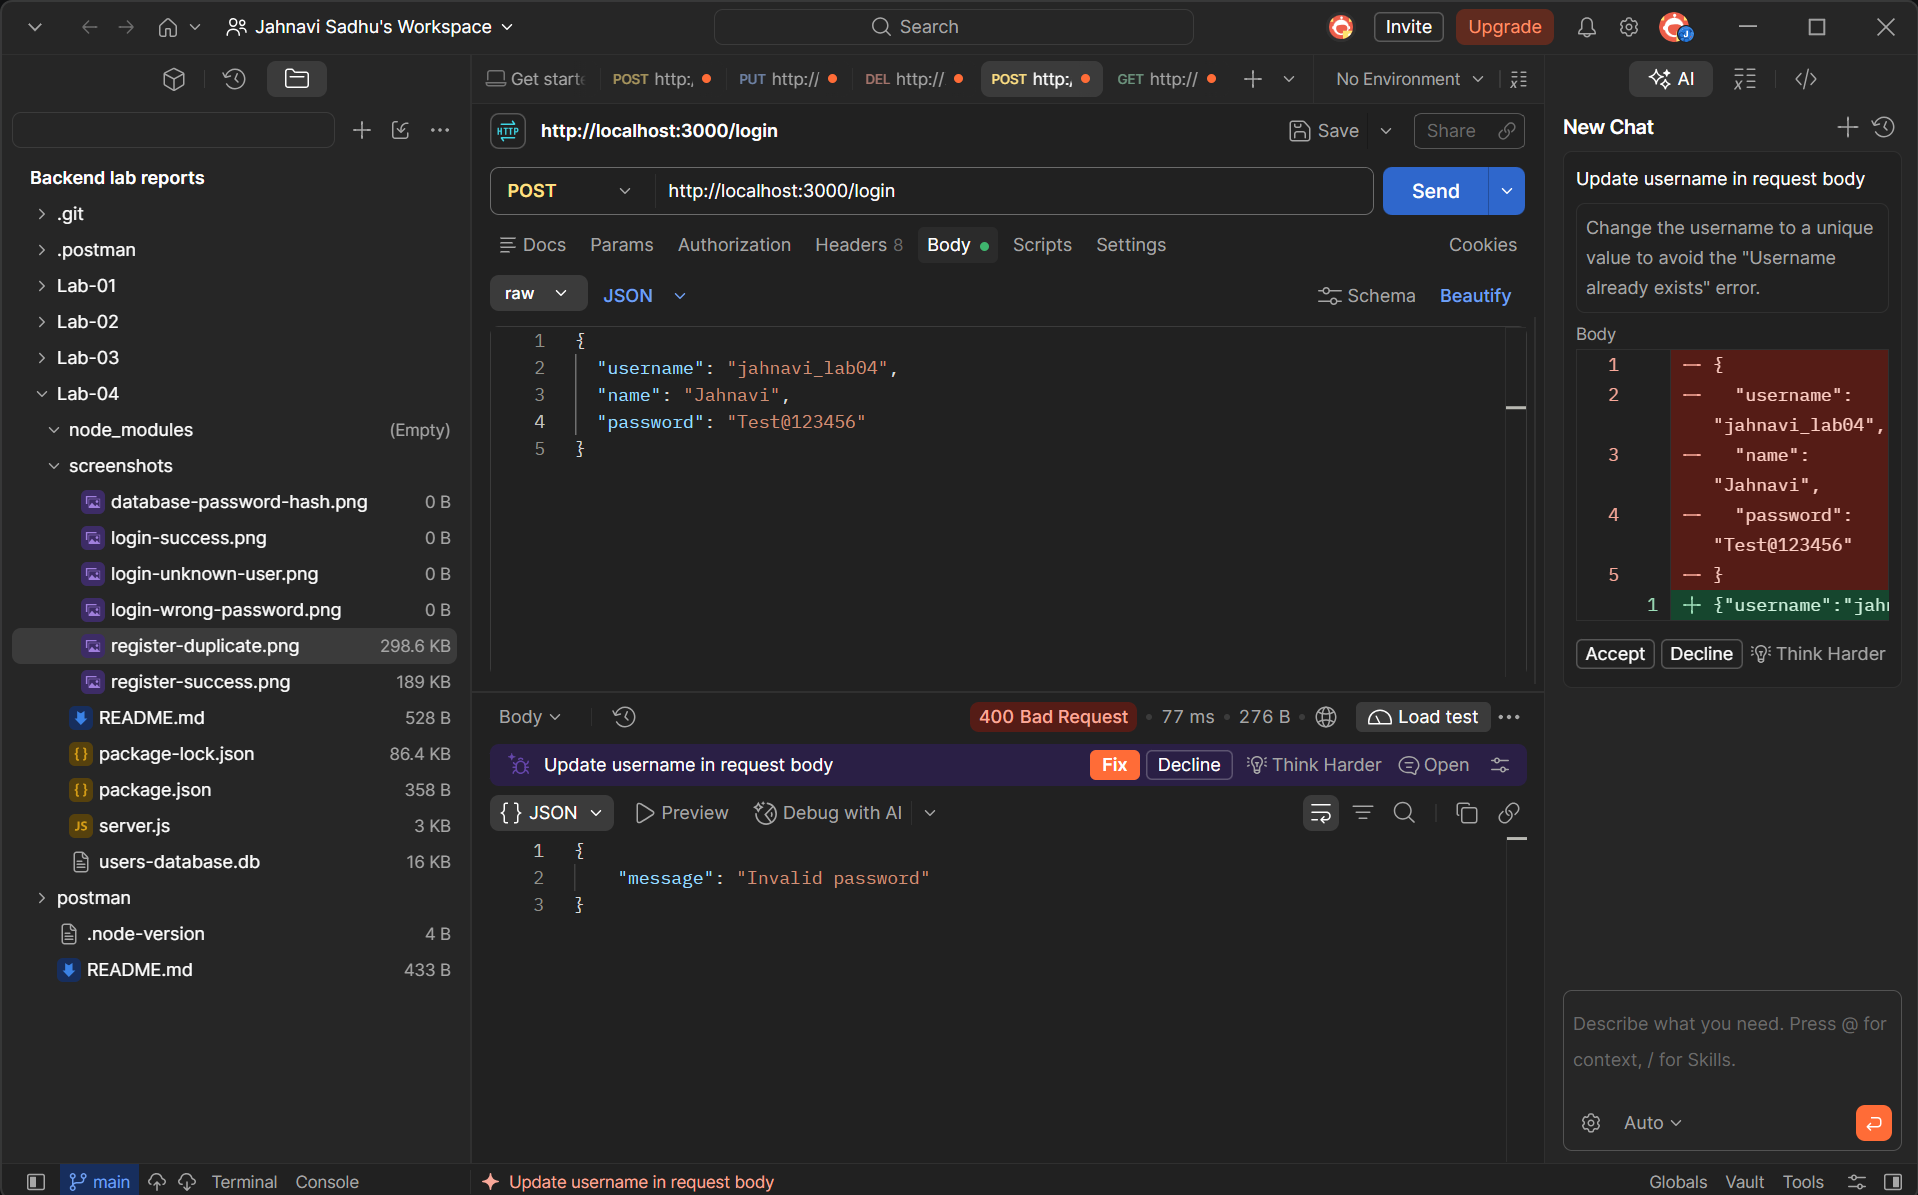 Jahnavi Sadhu's Workspace
Search
Invite
Upgrade
Backend lab reports
.git
.postman
Lab-01
Lab-02
Lab-03
Lab-04
node_modules (Empty)
screenshots
database-password-hash.png 0 B
login-success.png 0 B
login-unknown-user.png 0 B
login-wrong-password.png 0 B
register-duplicate.png 298.6 KB
register-success.png 189 KB
README.md 528 B
package-lock.json 86.4 KB
package.json 358 B
JS server.js 3 KB
users-database.db 16 KB
postman
.node-version 4 B
README.md 433 B
Get starte POST http:, PUT http:// DEL http:// POST http:, GET http:// No Environment
HTTP http://localhost:3000/login Save Share
POST http://localhost:3000/login Send
Docs Params Authorization Headers 8 Body Scripts Settings Cookies
raw JSON Schema Beautify
1 {
2 "username": "jahnavi_lab04",
3 "name": "Jahnavi",
4 "password": "Test@123456"
5 }
Body 400 Bad Request 77 ms 276 B Load test
Update username in request body Fix Decline Think Harder Open
{} JSON Preview Debug with AI
1 {
2 "message": "Invalid password"
3 }
AI
New Chat
Update username in request body
Change the username to a unique
value to avoid the "Username
already exists" error.
Body
1 — {
2 — "username":
"jahnavi_lab04",
3 — "name":
"Jahnavi",
4 — "password":
"Test@123456"
5 — }
1 + {"username":"jahn
Accept Decline Think Harder
Describe what you need. Press @ for
context, / for Skills.
Auto
main Terminal Console Update username in request body Globals Vault Tools